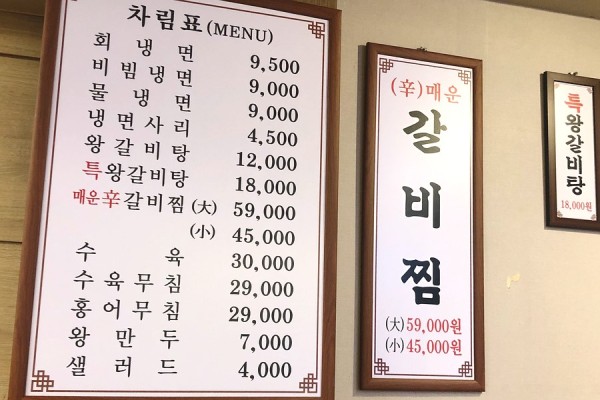 차림표(MENU)
회냉면 9,500
비빔냉면 9,000
물냉면 9,000
냉면사리 4,500
왕갈비탕 12,000
특왕갈비탕 18,000
매운辛갈비찜 (大) 59,000
(小) 45,000
수육 30,000
수육무침 29,000
홍어무침 29,000
왕만두 7,000
샐러드 4,000
(辛)매운
갈비찜
(大)59,000원
(小)45,000원
특왕갈비탕
18,000원